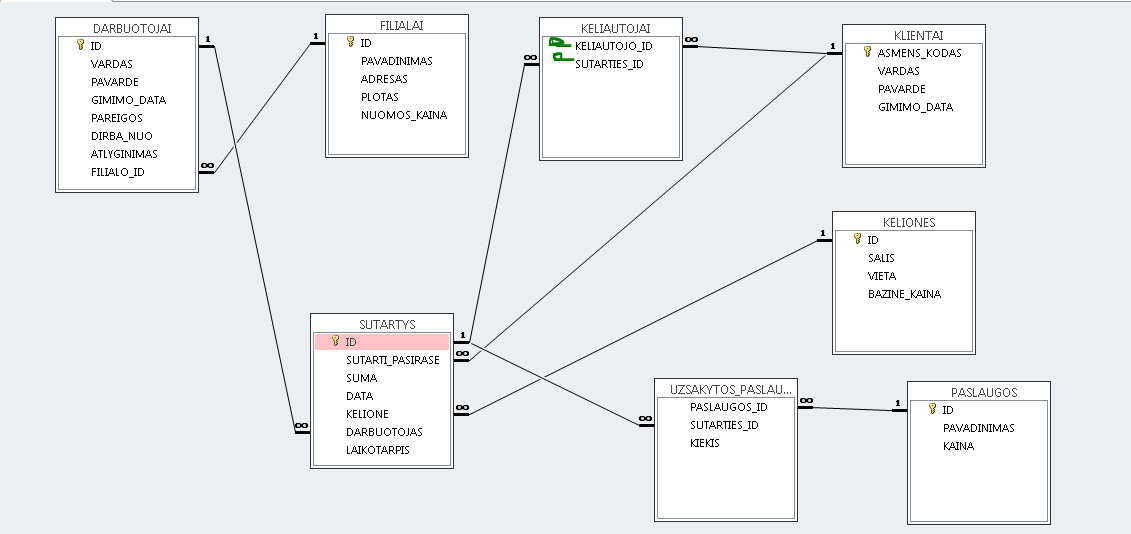 DARBUOTOJAI
1
ID
VARDAS
PAVARDE
GIMIMO_DATA
PAREIGOS
DIRBA_NUO
ATLYGINIMAS
FILIALO_ID
∞
FILIALAI
1
ID
PAVADINIMAS
ADRESAS
PLOTAS
NUOMOS_KAINA
KELIAUTOJAI
KELIAUTOJO_ID
∞
∞
SUTARTIES_ID
KLIENTAI
1
ASMENS_KODAS
VARDAS
PAVARDE
GIMIMO_DATA
KELIONES
1
ID
SALIS
VIETA
BAZINE_KAINA
SUTARTYS
ID
1
SUTARTI_PASIRASE
∞
SUMA
DATA
KELIONE
∞
∞
DARBUOTOJAS
LAIKOTARPIS
UZSAKYTOS_PASLAU...
PASLAUGOS_ID
∞
∞
SUTARTIES_ID
KIEKIS
PASLAUGOS
1
ID
PAVADINIMAS
KAINA